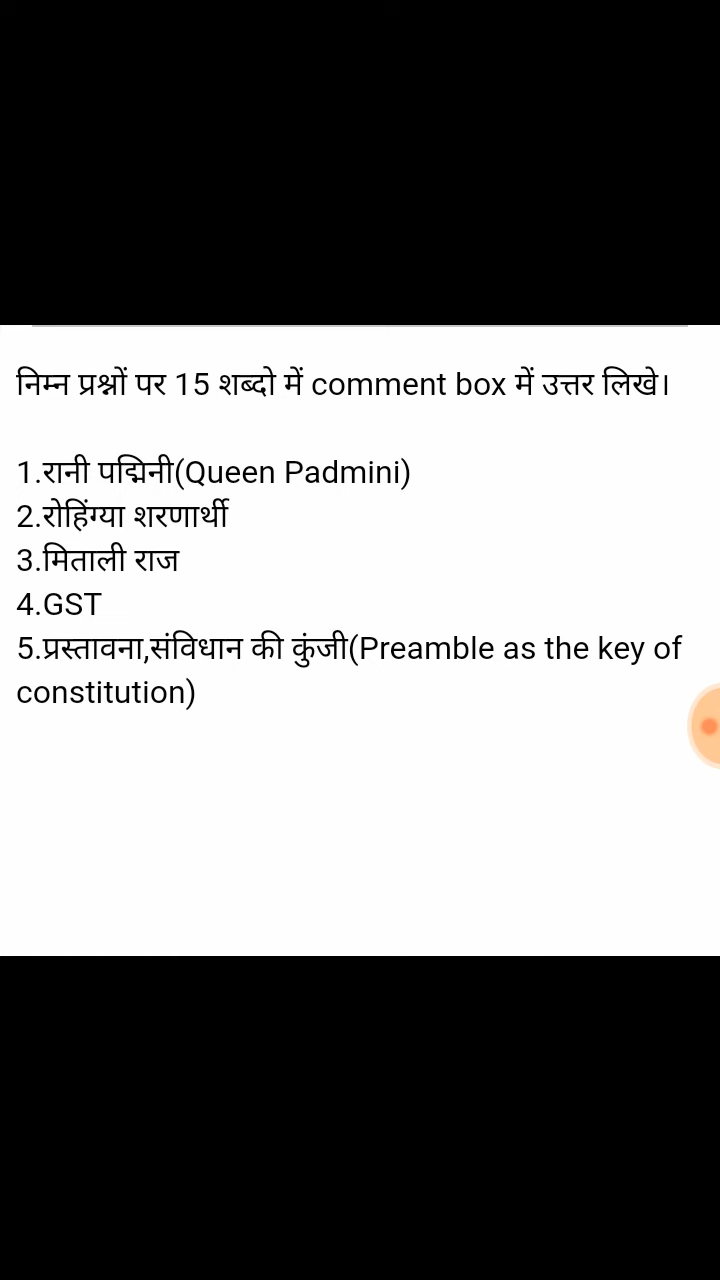 निम्न प्रश्नों पर 15 शब्दो में comment box में उत्तर लिखे।
1.रानी पद्मिनी(Queen Padmini)
2.रोहिंग्या शरणार्थी
3.मिताली राज
4.GST
5.प्रस्तावना,संविधान की कुंजी(Preamble as the key of
constitution)